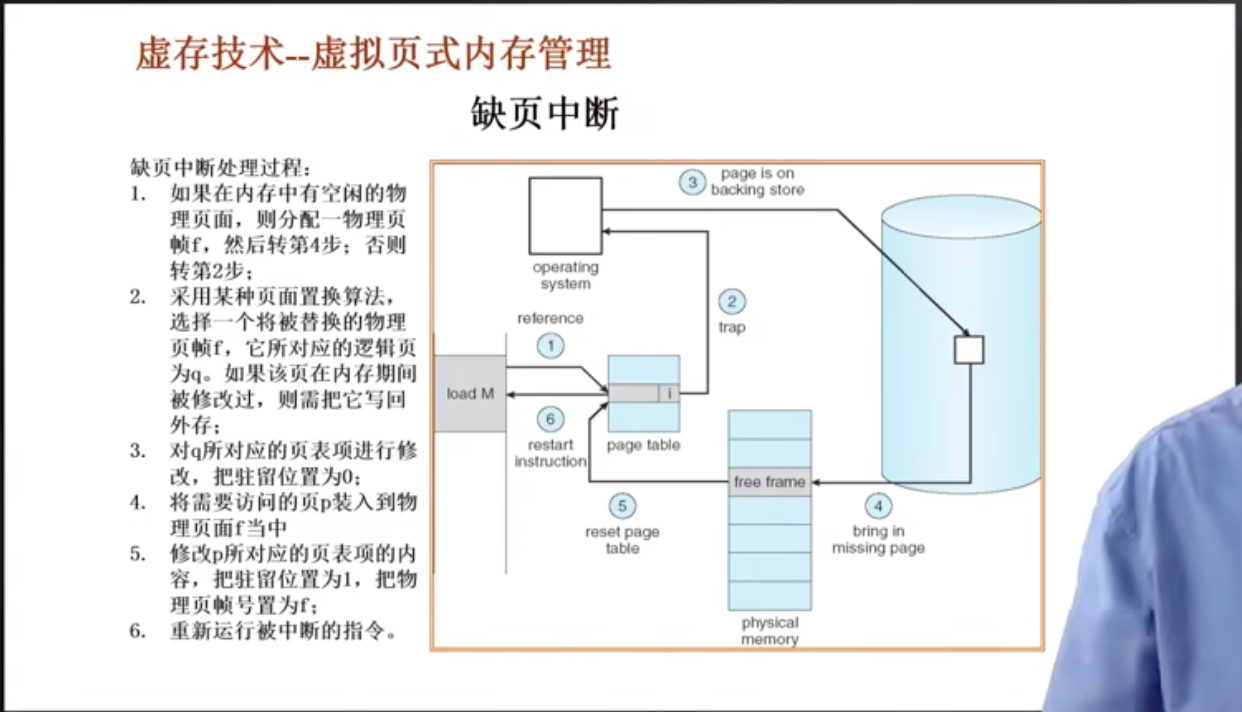 虚存技术--虚拟页式内存管理
缺页中断
缺页中断处理过程：
1. 如果在内存中有空闲的物
理页面，则分配一物理页
帧f，然后转第4步；否则
转第2步；
2. 采用某种页面置换算法，
选择一个将被替换的物理
页帧f，它所对应的逻辑页
为q。如果该页在内存期间
被修改过，则需把它写回
外存；
3. 对q所对应的页表项进行修
改，把驻留位置为0；
4. 将需要访问的页p装入到物
理页面f当中
5. 修改p所对应的页表项的内
容，把驻留位置为1，把物
理页帧号置为f；
6. 重新运行被中断的指令。
3
page is on
backing store
operating
system
2
trap
reference
1
load M
i
6
restart
instruction
page table
free frame
5
reset page
table
4
bring in
missing page
physical
memory